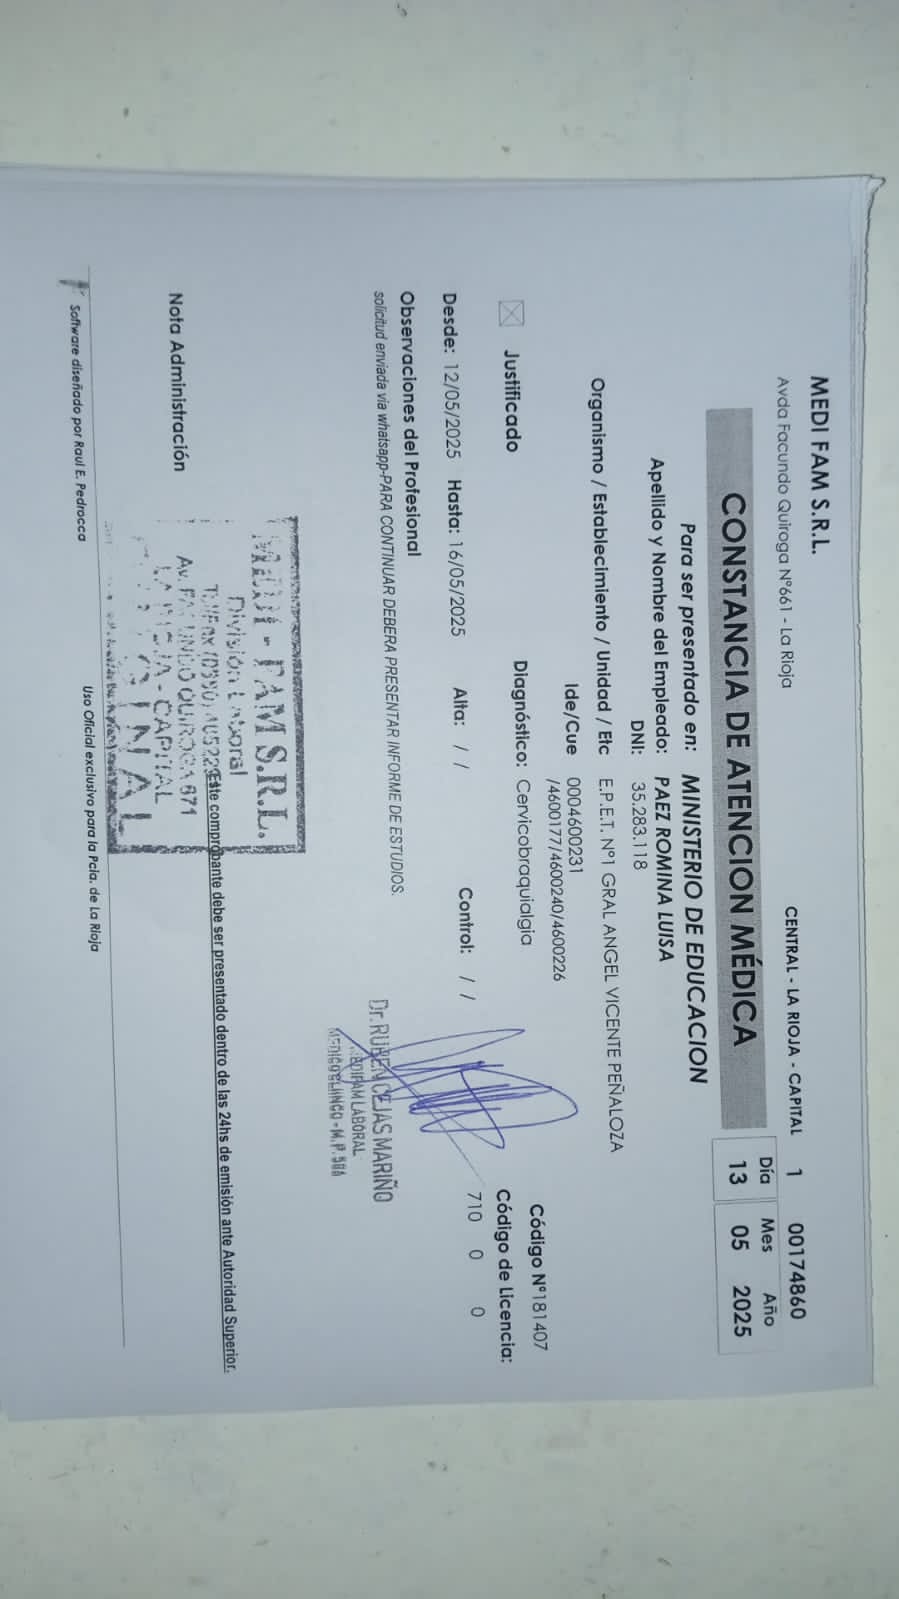 MEDI FAM S.R.L.
Avda Facundo Quiroga N°661 - La Rioja
CENTRAL - LA RIOJA - CAPITAL 1 00174860
CONSTANCIA DE ATENCION MÉDICA
Día Mes Año
13 05 2025
Para ser presentado en: MINISTERIO DE EDUCACION
Apellido y Nombre del Empleado: PAEZ ROMINA LUISA
DNI: 35.283.118
Organismo / Establecimiento / Unidad / Etc E.P.E.T. N°1 GRAL ANGEL VICENTE PEÑALOZA
Ide/Cue 0004600231
/4600177/4600240/4600226
Código N°181407
Justificado
Diagnóstico: Cervicobraquialgia
Código de Licencia:
710 0 0
Desde: 12/05/2025 Hasta: 16/05/2025 Alta: / / Control: / /
Observaciones del Profesional
solicitud enviada via whatsapp-PARA CONTINUAR DEBERA PRESENTAR INFORME DE ESTUDIOS.
Dr. RUBEN CEJAS MARIÑO
MEDIFAM LABORAL
MEDICO CLINICO - M.P.
MEDI - FAM S.R.L.
División Laboral
Av. FACUNDO QUIROGA 671
LA RIOJA - CAPITAL
ORIGINAL
Este comprobante debe ser presentado dentro de las 24hs de emisión ante Autoridad Superior.
Nota Administración
Software diseñado por Raul E. Pedrocca
Uso Oficial exclusivo para la Pcia. de La Rioja